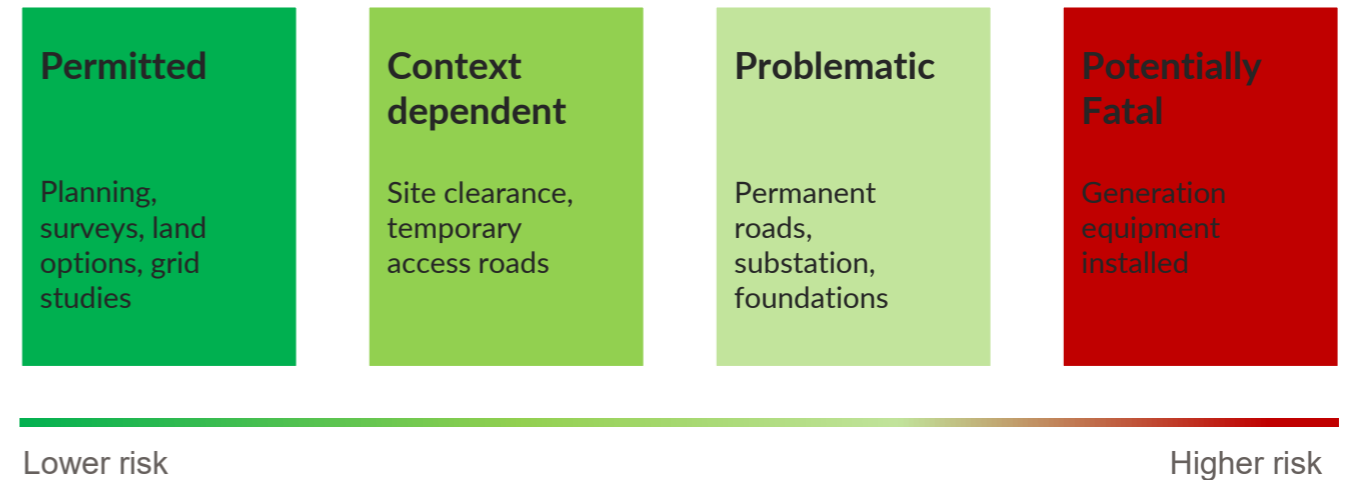 Permitted
Planning,
surveys, land
options, grid
studies
Context
dependent
Site clearance,
temporary
access roads
Problematic
Permanent
roads,
substation,
foundations
Potentially
Fatal
Generation
equipment
installed
Lower risk
Higher risk